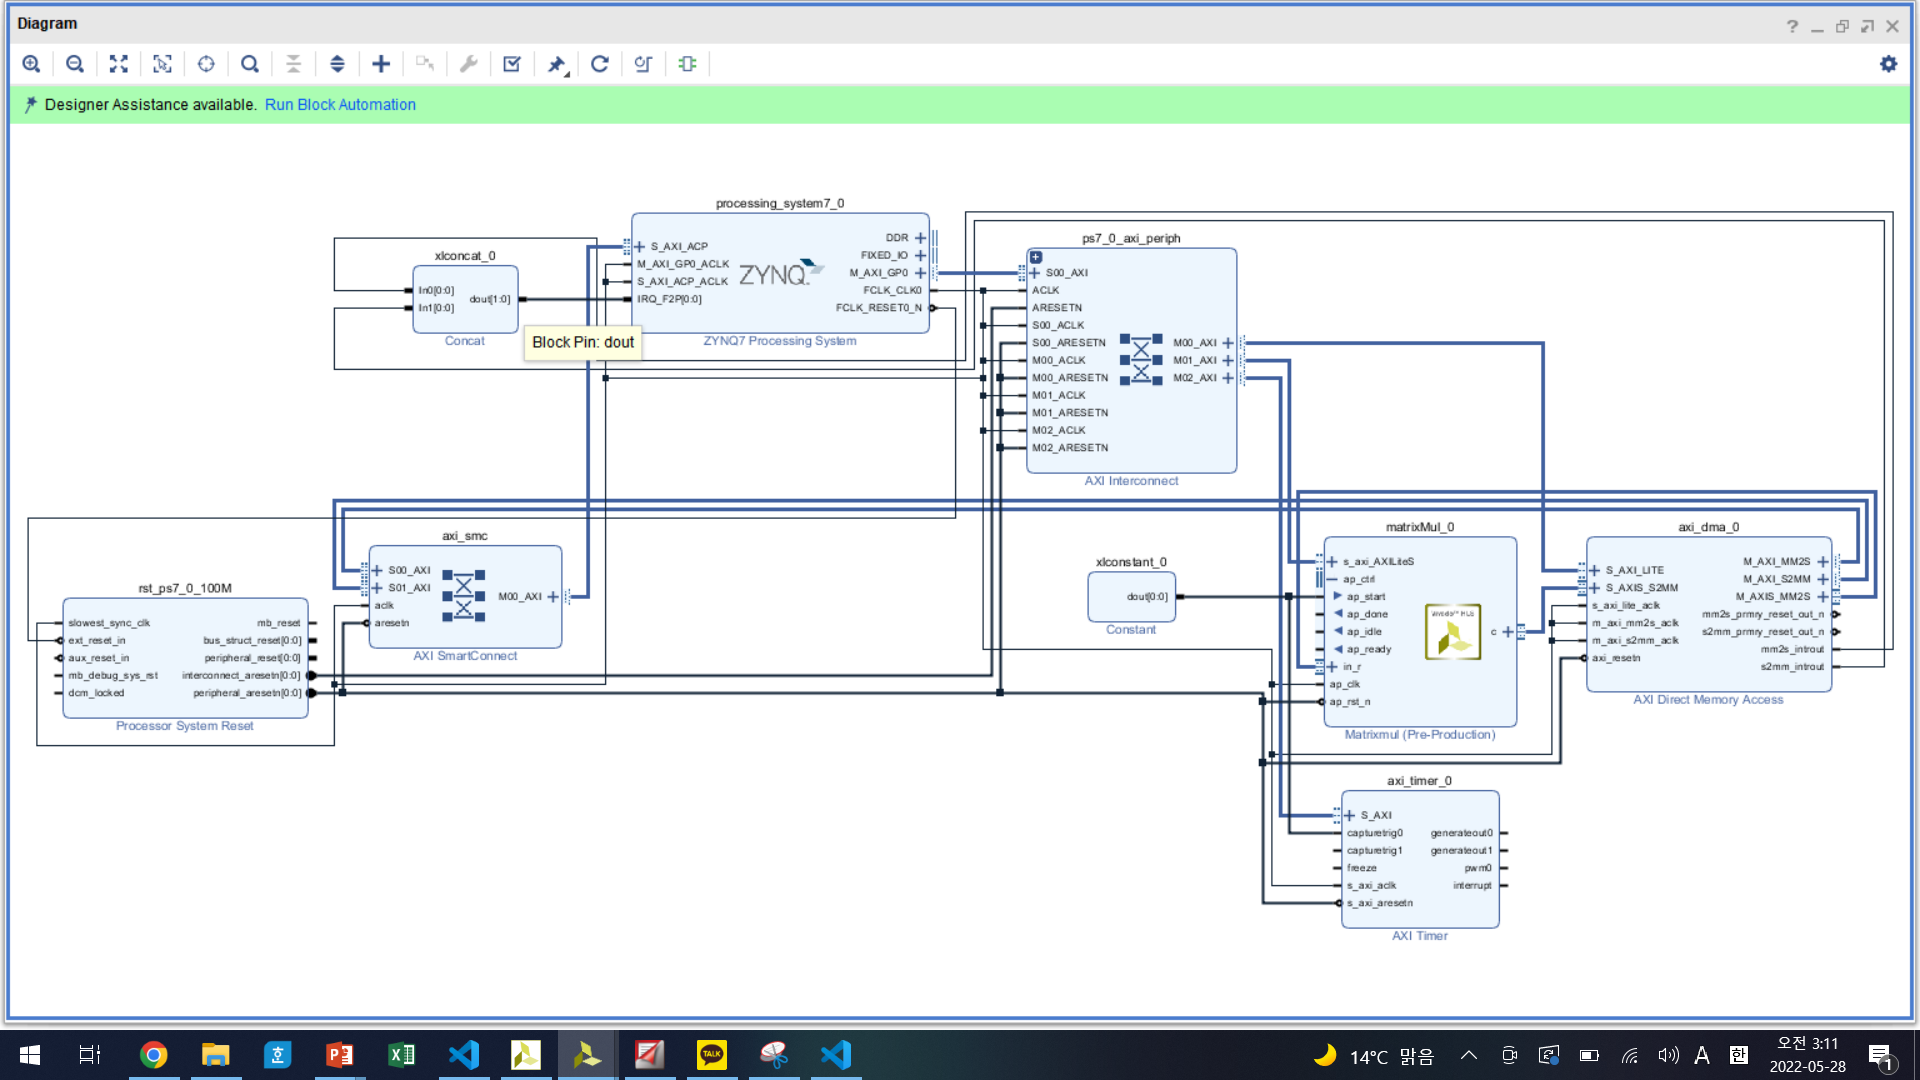 Diagram
Designer Assistance available. Run Block Automation
processing_system7_0
S_AXI_ACP
M_AXI_GP0_ACLK
S_AXI_ACP_ACLK
IRQ_F2P[0:0]
ZYNQ
DDR
FIXED_IO
M_AXI_GP0
FCLK_CLK0
FCLK_RESET0_N
ZYNQ7 Processing System
xlconcat_0
In0[0:0]
In1[0:0]
dout[1:0]
Concat
Block Pin: dout
ps7_0_axi_periph
S00_AXI
ACLK
ARESETN
S00_ACLK
S00_ARESETN
M00_ACLK
M00_ARESETN
M01_ACLK
M01_ARESETN
M02_ACLK
M02_ARESETN
M00_AXI
M01_AXI
M02_AXI
AXI Interconnect
axi_smc
S00_AXI
S01_AXI
aclk
aresetn
M00_AXI
AXI SmartConnect
rst_ps7_0_100M
slowest_sync_clk
ext_reset_in
aux_reset_in
mb_debug_sys_rst
dcm_locked
mb_reset
bus_struct_reset[0:0]
peripheral_reset[0:0]
interconnect_aresetn[0:0]
peripheral_aresetn[0:0]
Processor System Reset
xlconstant_0
dout[0:0]
Constant
matrixMul_0
s_axi_AXILiteS
ap_ctrl
ap_start
ap_done
ap_idle
ap_ready
in_r
ap_clk
ap_rst_n
Vivado™ HLS
c
Matrixmul (Pre-Production)
axi_dma_0
S_AXI_LITE
S_AXIS_S2MM
s_axi_lite_aclk
m_axi_mm2s_aclk
m_axi_s2mm_aclk
axi_resetn
M_AXI_MM2S
M_AXI_S2MM
M_AXIS_MM2S
mm2s_prmry_reset_out_n
s2mm_prmry_reset_out_n
mm2s_introut
s2mm_introut
AXI Direct Memory Access
axi_timer_0
S_AXI
capturetrig0
capturetrig1
freeze
s_axi_aclk
s_axi_aresetn
generateout0
generateout1
pwm0
interrupt
AXI Timer
TALK
14°C 맑음
A
한
오전 3:11
2022-05-28
1